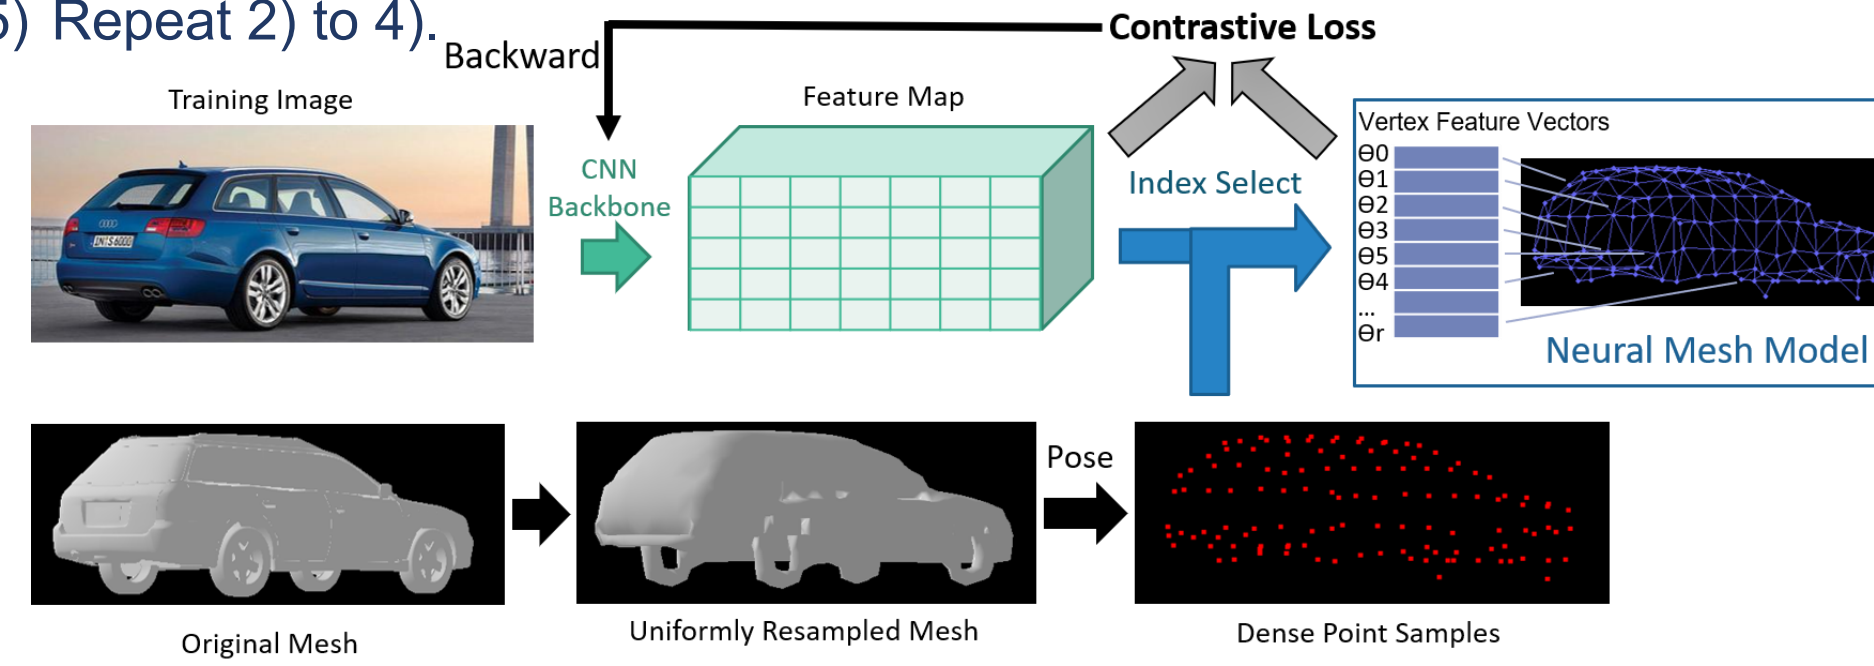 5) Repeat 2) to 4).
Contrastive Loss
Backward
Training Image
Feature Map
CNN
Backbone
Index Select
Vertex Feature Vectors
Θ0
Θ1
Θ2
Θ3
Θ5
Θ4
...
Θr
Neural Mesh Model
Pose
Original Mesh
Uniformly Resampled Mesh
Dense Point Samples